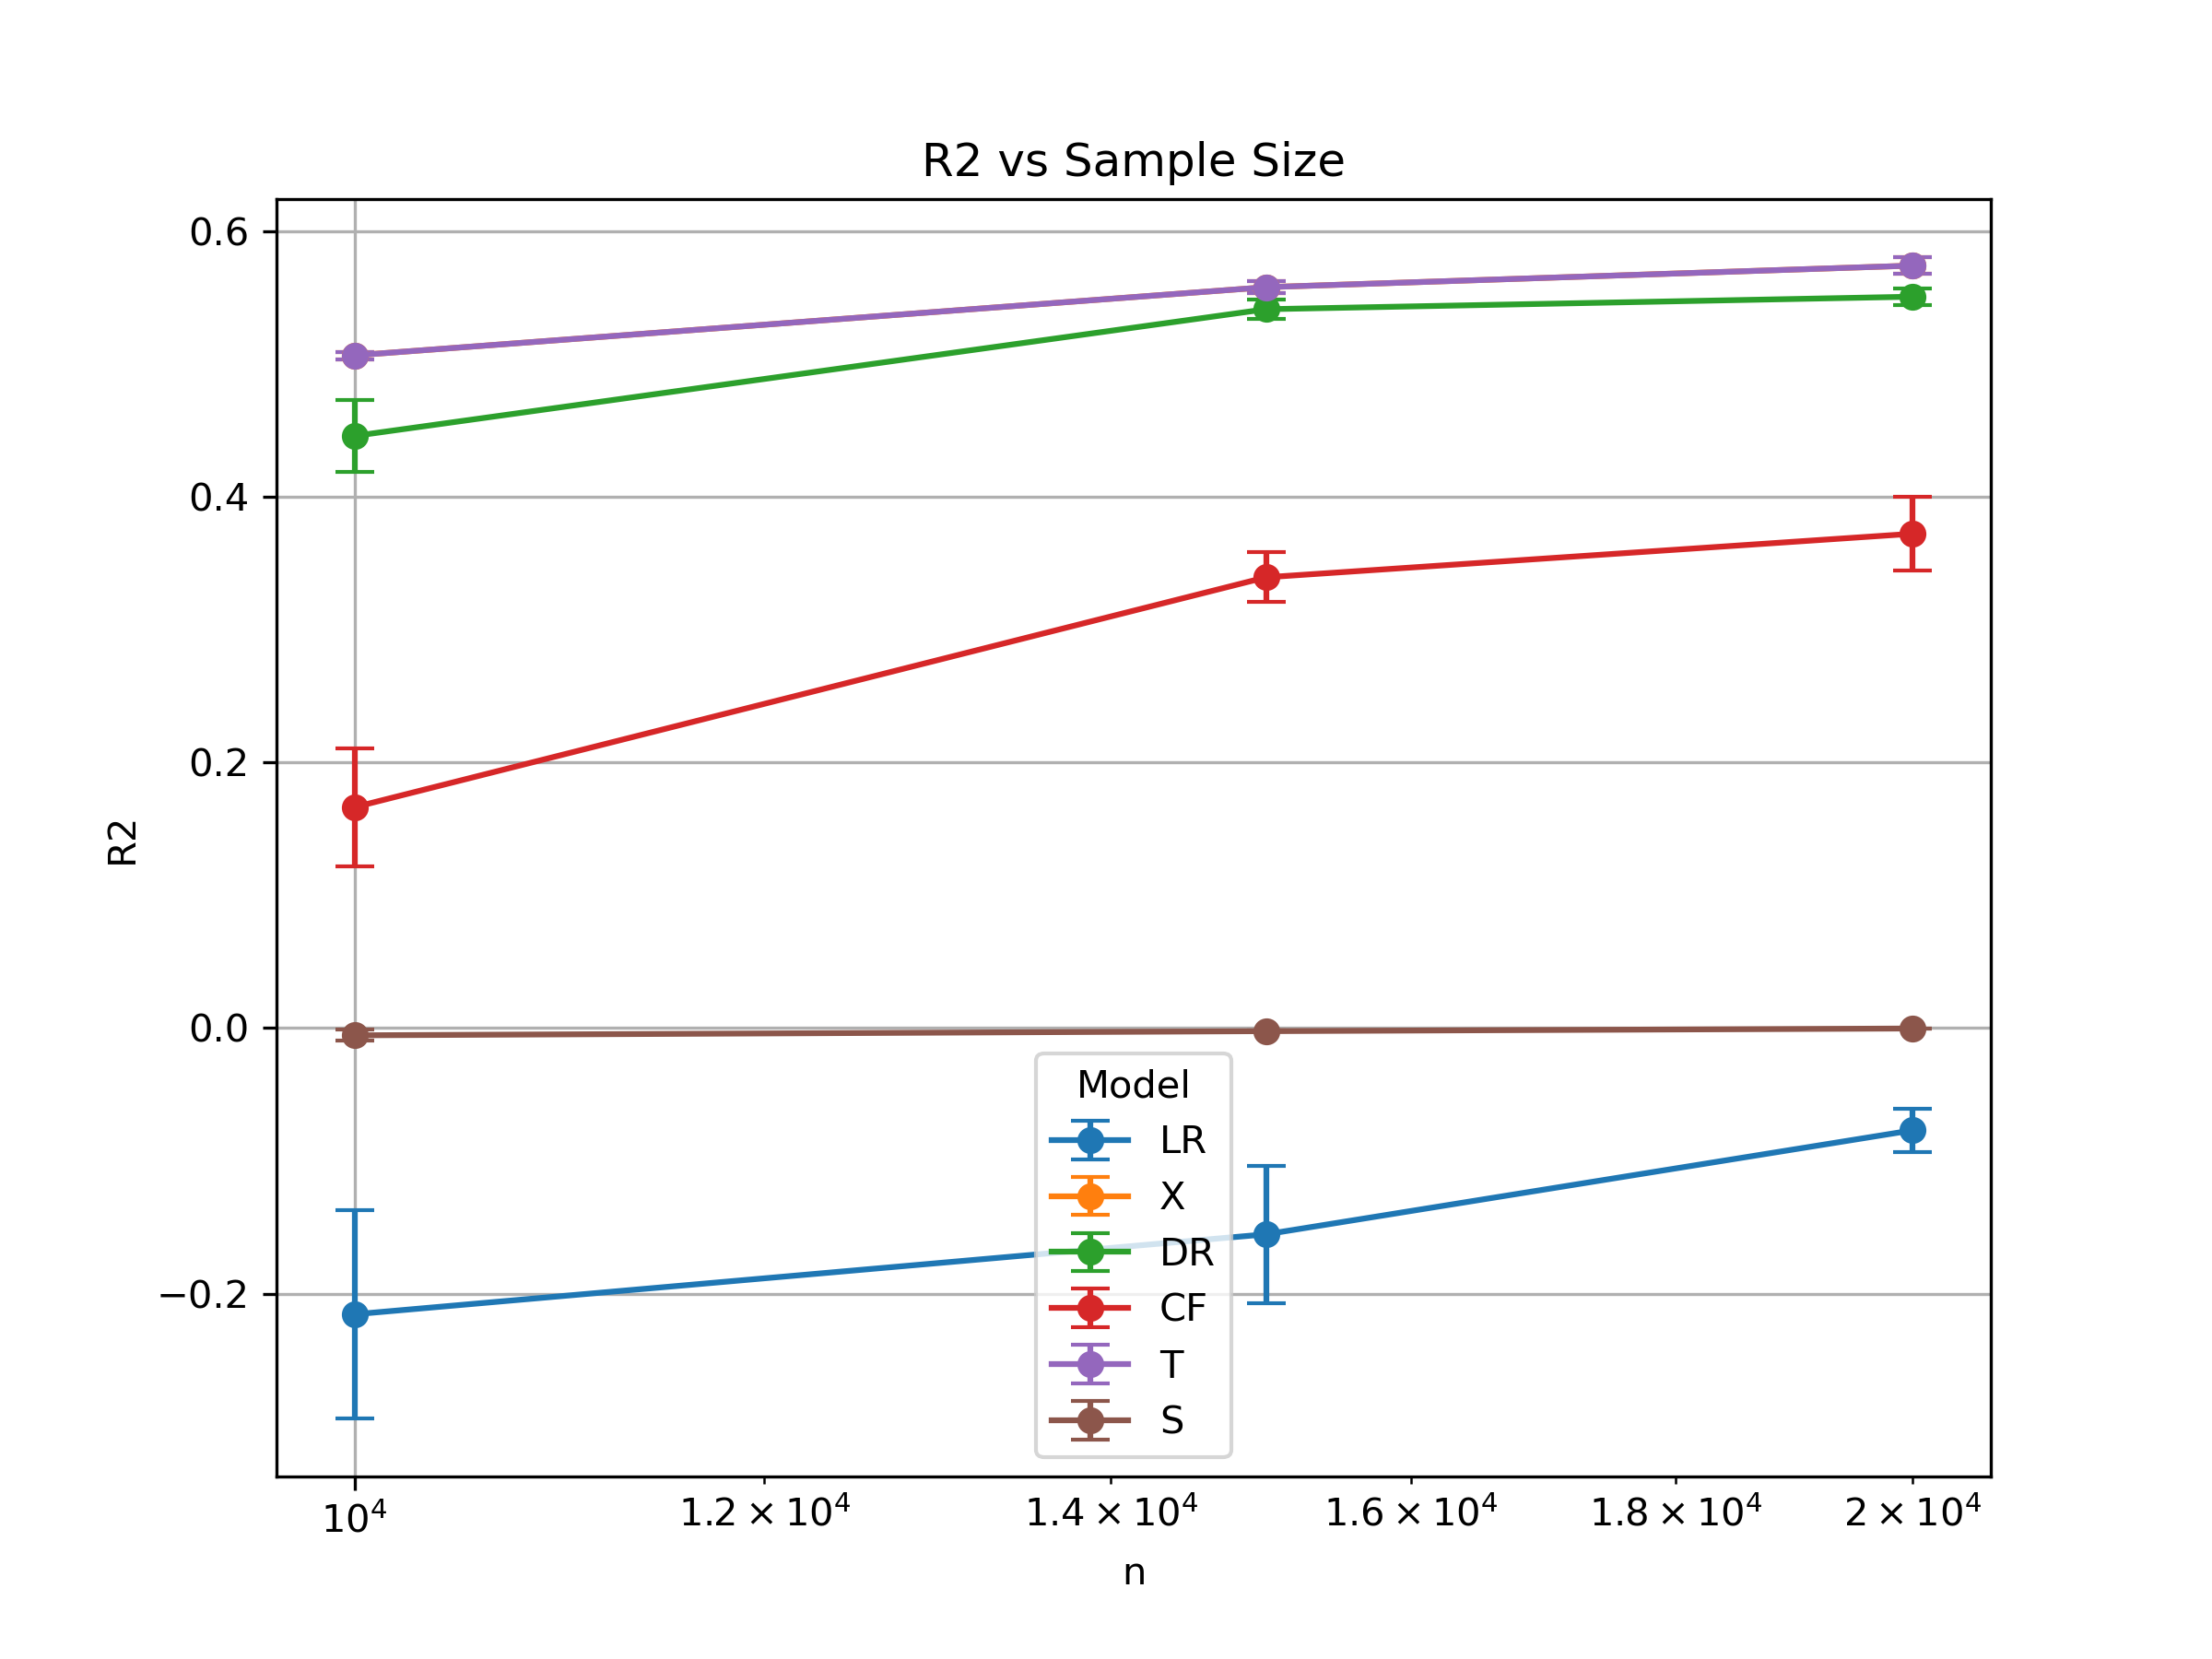 R2 vs Sample Size
0.6
0.4
0.2
0.0
−0.2
R2
Model
LR
X
DR
CF
T
S
10⁴
1.2 × 10⁴
1.4 × 10⁴
1.6 × 10⁴
1.8 × 10⁴
2 × 10⁴
n